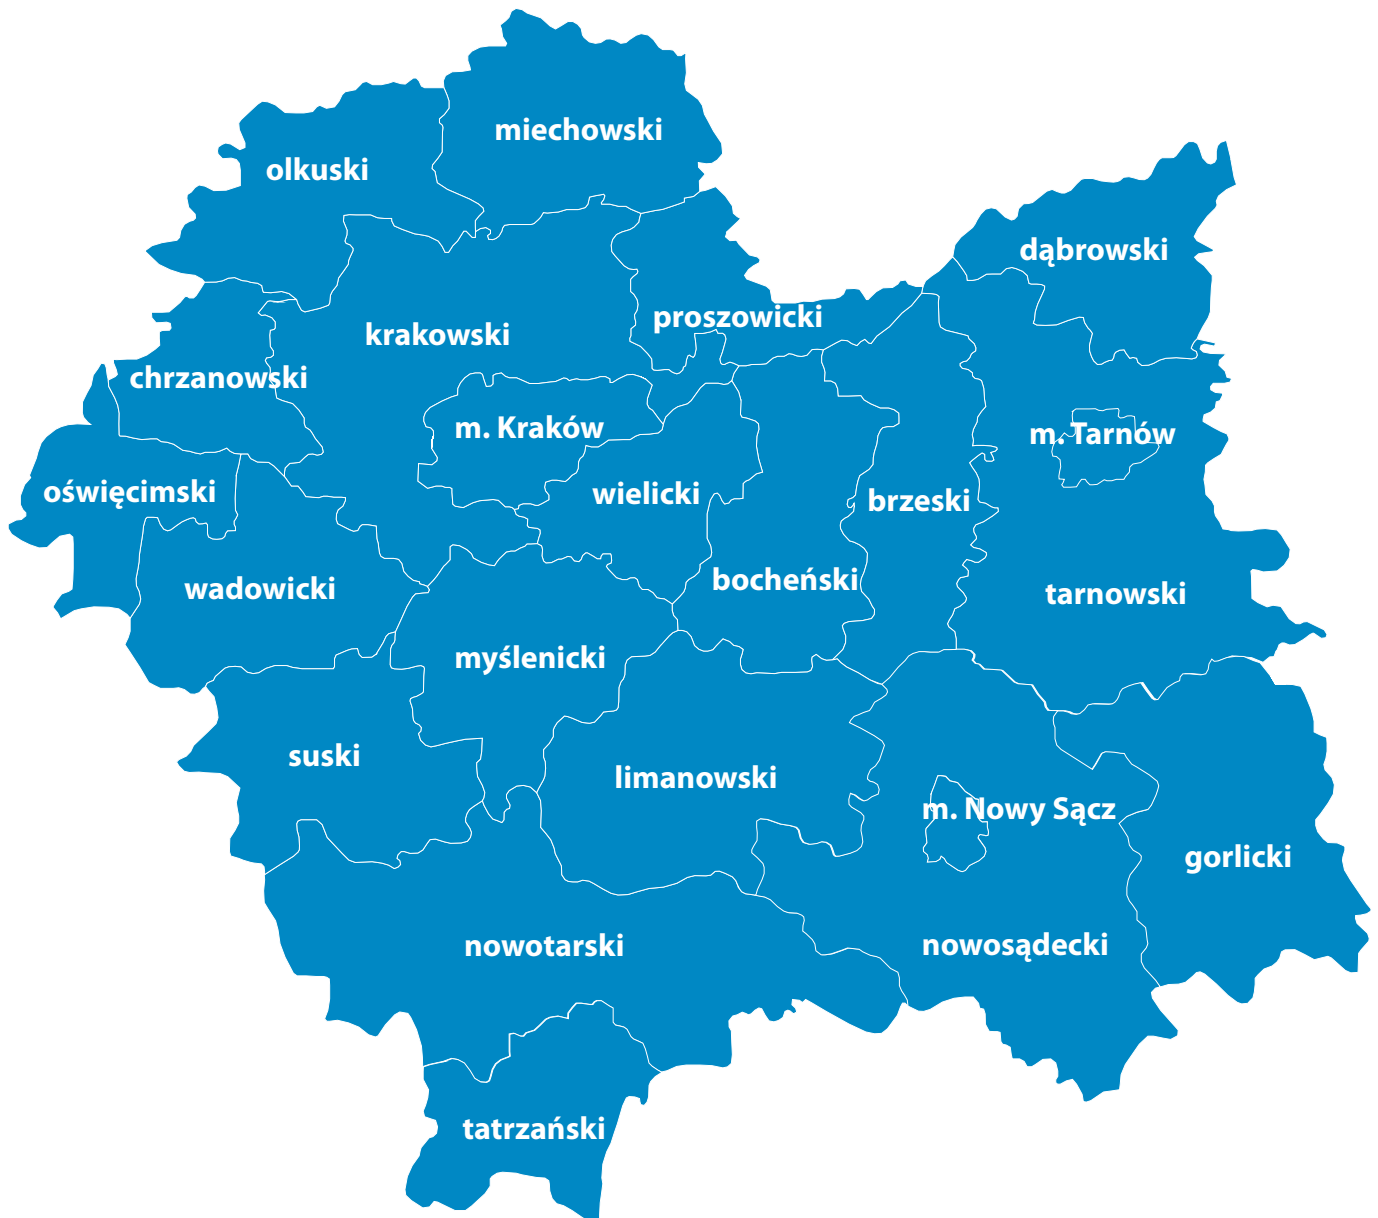 miechowski
olkuski
dąbrowski
proszowicki
krakowski
chrzanowski
m. Kraków
m. Tarnów
oświęcimski
wielicki
brzeski
bocheński
wadowicki
tarnowski
myślenicki
suski
limanowski
m. Nowy Sącz
gorlicki
nowotarski
nowosądecki
tatrzański